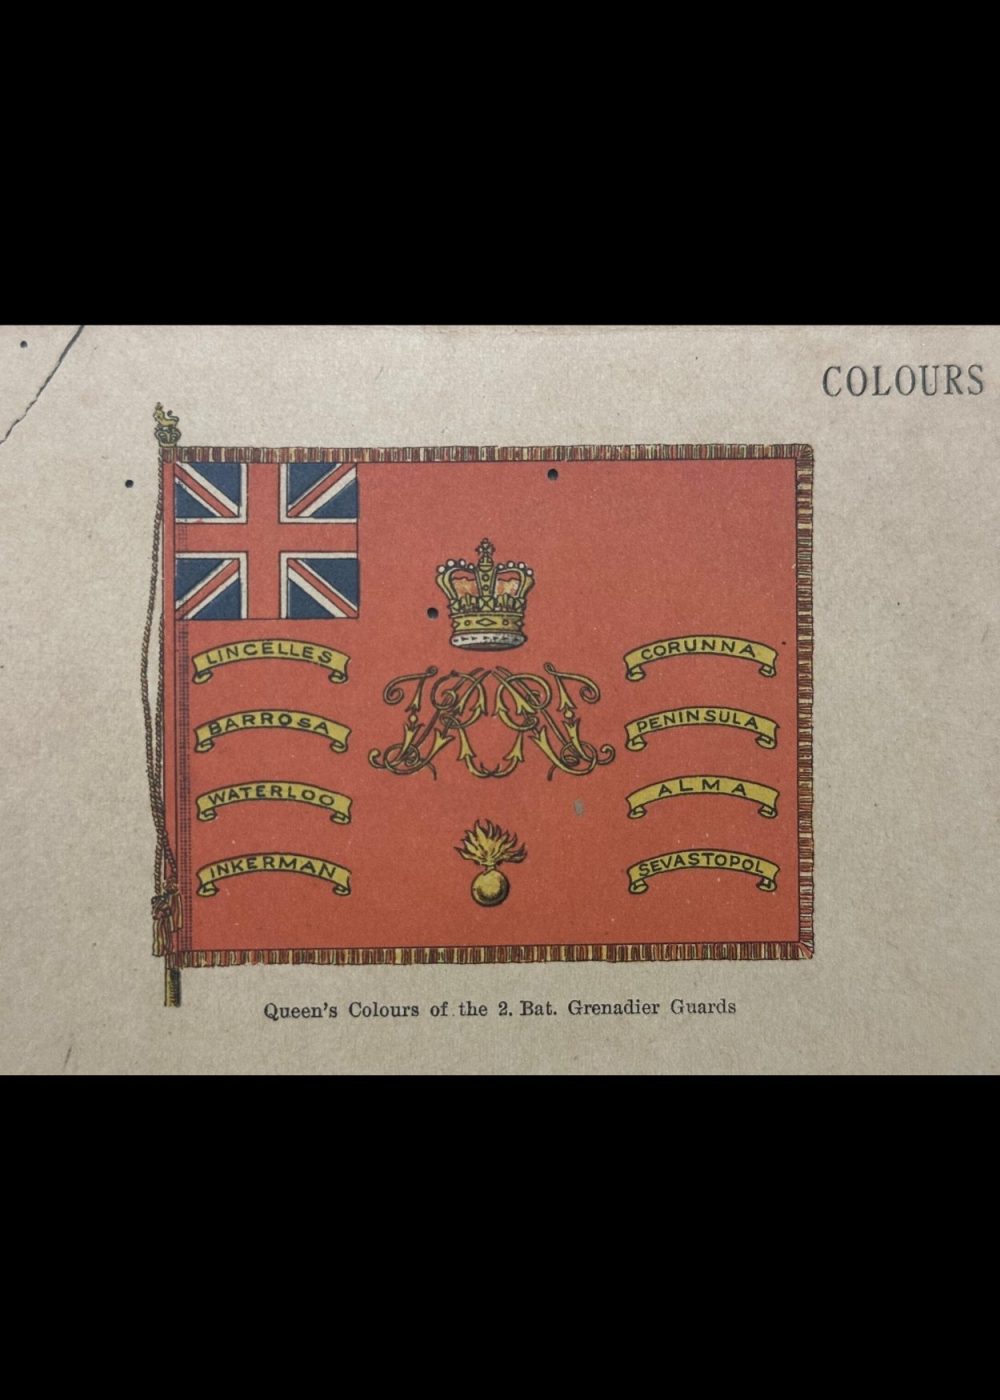 COLOURS
LINCELLES
CORUNNA
BARROSA
PENINSULA
WATERLOO
ALMA
INKERMAN
SEVASTOPOL
Queen's Colours of the 2. Bat. Grenadier Guards